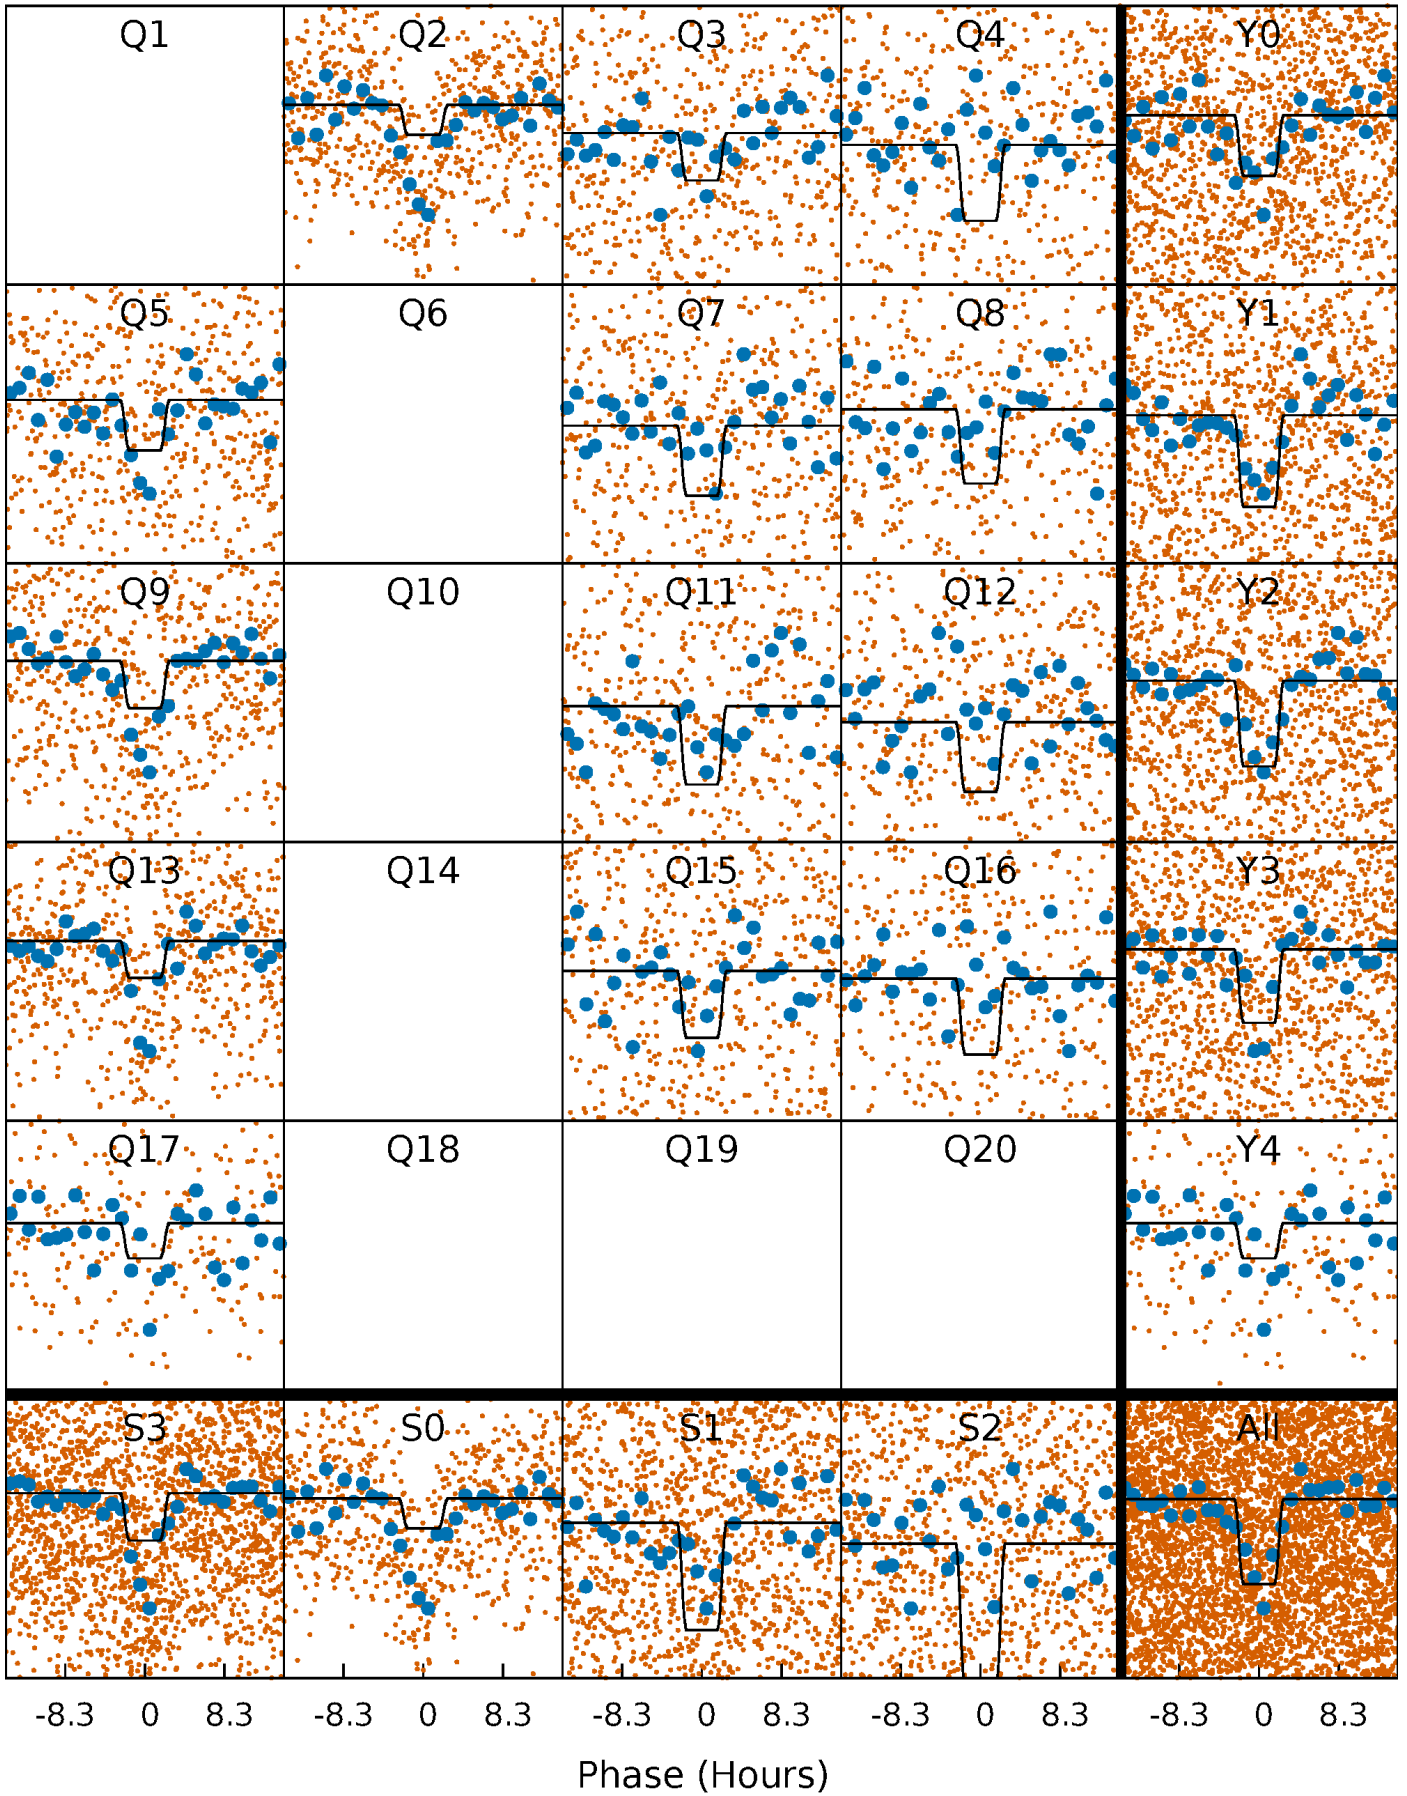 Q1 Q2 Q3 Q4 Y0
Q5 Q6 Q7 Q8 Y1
Q9 Q10 Q11 Q12 Y2
Q13 Q14 Q15 Q16 Y3
Q17 Q18 Q19 Q20 Y4
S3 S0 S1 S2 All
-8.3 0 8.3 -8.3 0 8.3 -8.3 0 8.3 -8.3 0 8.3 -8.3 0 8.3
Phase (Hours)